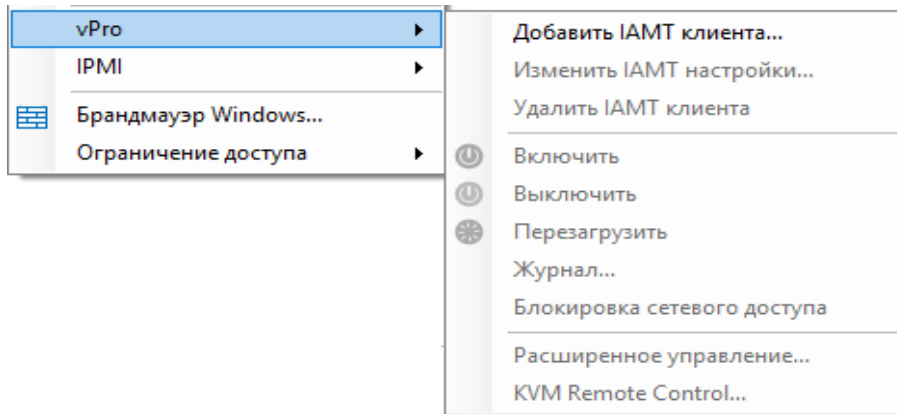 vPro
IPMI
Брандмауэр Windows...
Ограничение доступа
Добавить IAMT клиента...
Изменить IAMT настройки...
Удалить IAMT клиента
Включить
Выключить
Перезагрузить
Журнал...
Блокировка сетевого доступа
Расширенное управление...
KVM Remote Control...